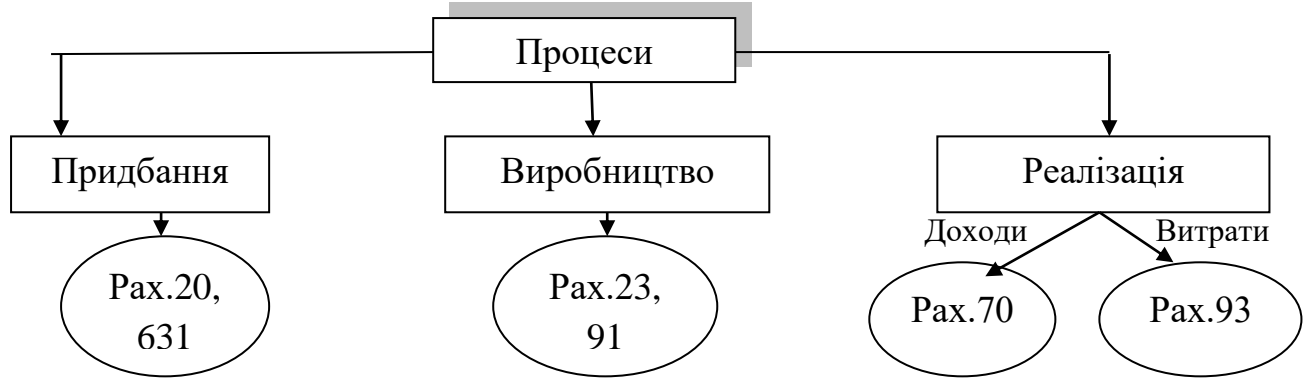 Процеси
Придбання
Виробництво
Реалізація
Доходи
Витрати
Рах.20,
631
Рах.23,
91
Рах.70
Рах.93